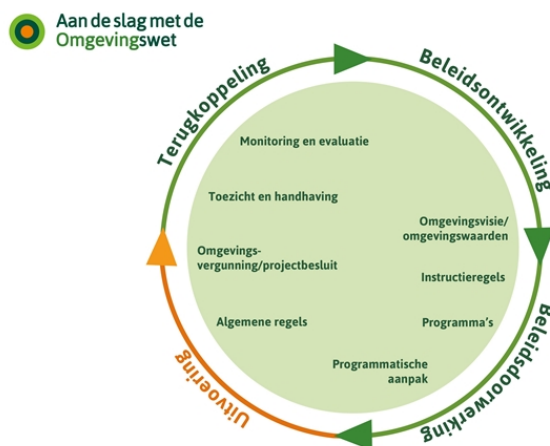 Aan de slag met de
Omgevingswet
Terugkoppeling
Beleidsontwikkeling
Monitoring en evaluatie
Toezicht en handhaving
Omgevingsvisie/
omgevingswaarden
Omgevings-
vergunning/projectbesluit
Instructieregels
Algemene regels
Programma's
Programmatische
aanpak
Uitvoering
Beleidsdoorwerking